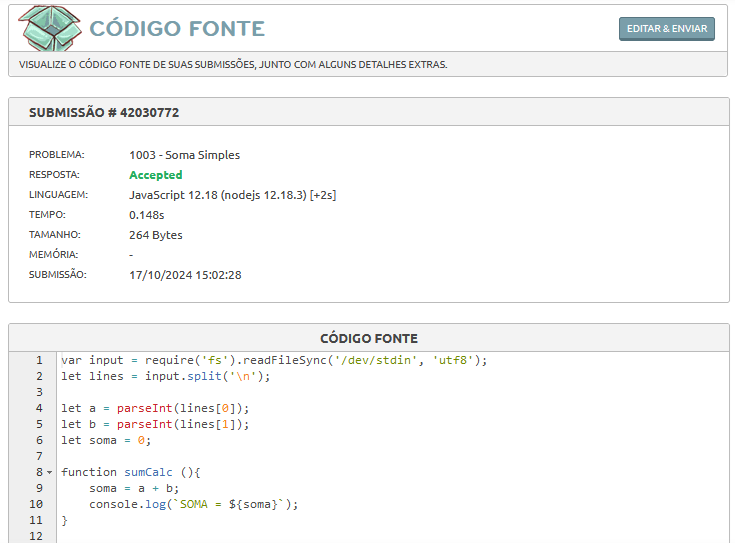 CÓDIGO FONTE
EDITAR & ENVIAR
VISUALIZE O CÓDIGO FONTE DE SUAS SUBMISSÕES, JUNTO COM ALGUNS DETALHES EXTRAS.
SUBMISSÃO # 42030772
PROBLEMA: 1003 - Soma Simples
RESPOSTA: Accepted
LINGUAGEM: JavaScript 12.18 (nodejs 12.18.3) [+2s]
TEMPO: 0.148s
TAMANHO: 264 Bytes
MEMÓRIA: -
SUBMISSÃO: 17/10/2024 15:02:28
CÓDIGO FONTE
1 var input = require('fs').readFileSync('/dev/stdin', 'utf8');
2 let lines = input.split('\n');
3
4 let a = parseInt(lines[0]);
5 let b = parseInt(lines[1]);
6 let soma = 0;
7
8 function sumCalc (){
9     soma = a + b;
10     console.log(`SOMA = ${soma}`);
11 }
12